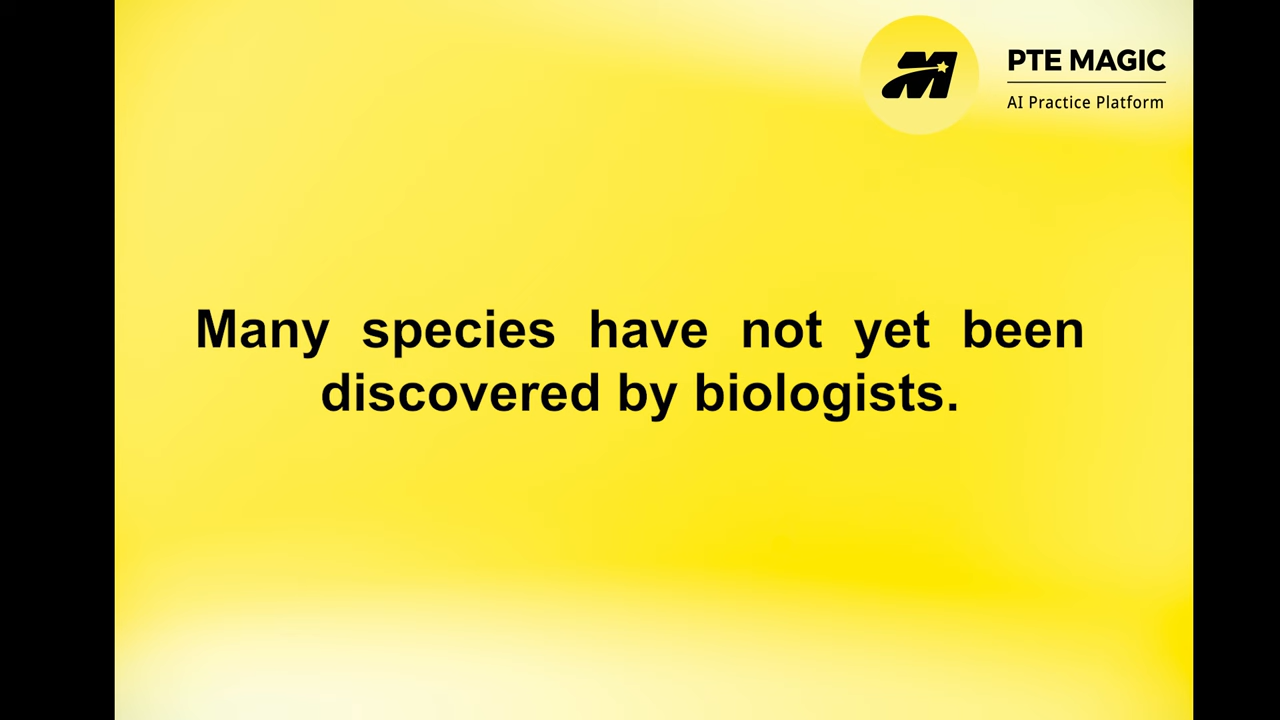 PTE MAGIC
AI Practice Platform
Many species have not yet been
discovered by biologists.